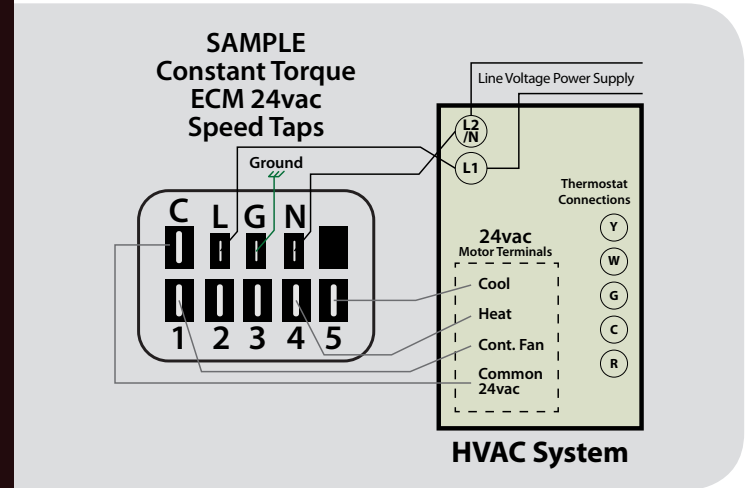 SAMPLE
Constant Torque
ECM 24vac
Speed Taps
Ground
C L G N
1 2 3 4 5
Line Voltage Power Supply
L2
/N
L1
Thermostat
Connections
Y
W
G
C
R
24vac
Motor Terminals
Cool
Heat
Cont. Fan
Common
24vac
HVAC System